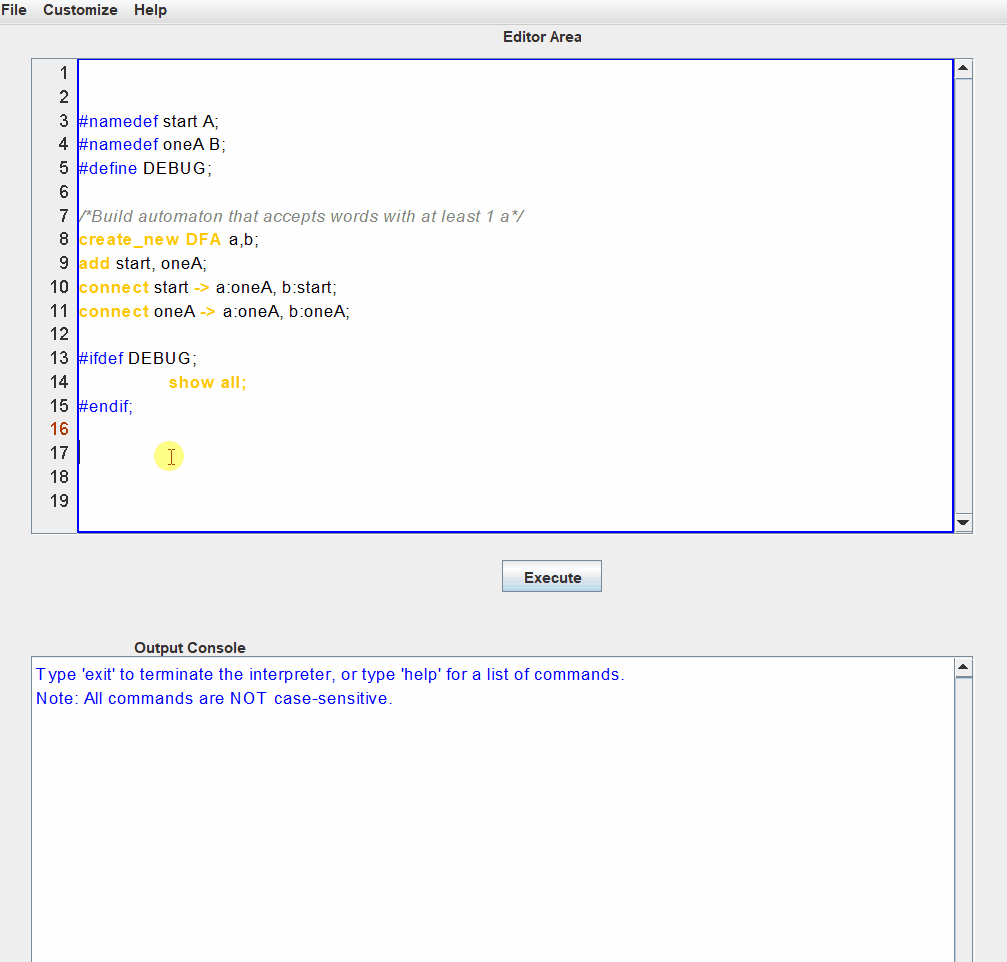 File Customize Help
Editor Area
1
2
3 #namedef start A;
4 #namedef oneA B;
5 #define DEBUG;
6
7 /*Build automaton that accepts words with at least 1 a*/
8 create_new DFA a,b;
9 add start, oneA;
10 connect start -> a:oneA, b:start;
11 connect oneA -> a:oneA, b:oneA;
12
13 #ifdef DEBUG;
14 show all;
15 #endif;
16
17
18
19
Execute
Output Console
Type 'exit' to terminate the interpreter, or type 'help' for a list of commands.
Note: All commands are NOT case-sensitive.